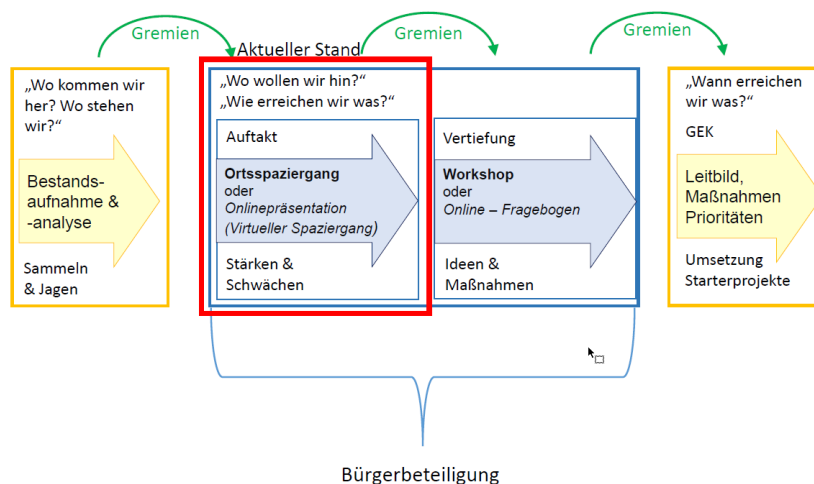 Gremien
Gremien
Gremien
Aktueller Stand
„Wo kommen wir
her? Wo stehen
wir?“
Bestands-
aufnahme &
-analyse
Sammeln
& Jagen
„Wo wollen wir hin?“
„Wie erreichen wir was?“
Auftakt
Ortsspaziergang
oder
Onlinepräsentation
(Virtueller Spaziergang)
Stärken &
Schwächen
Vertiefung
Workshop
oder
Online – Fragebogen
Ideen &
Maßnahmen
„Wann erreichen
wir was?“
GEK
Leitbild,
Maßnahmen
Prioritäten
Umsetzung
Starterprojekte
Bürgerbeteiligung